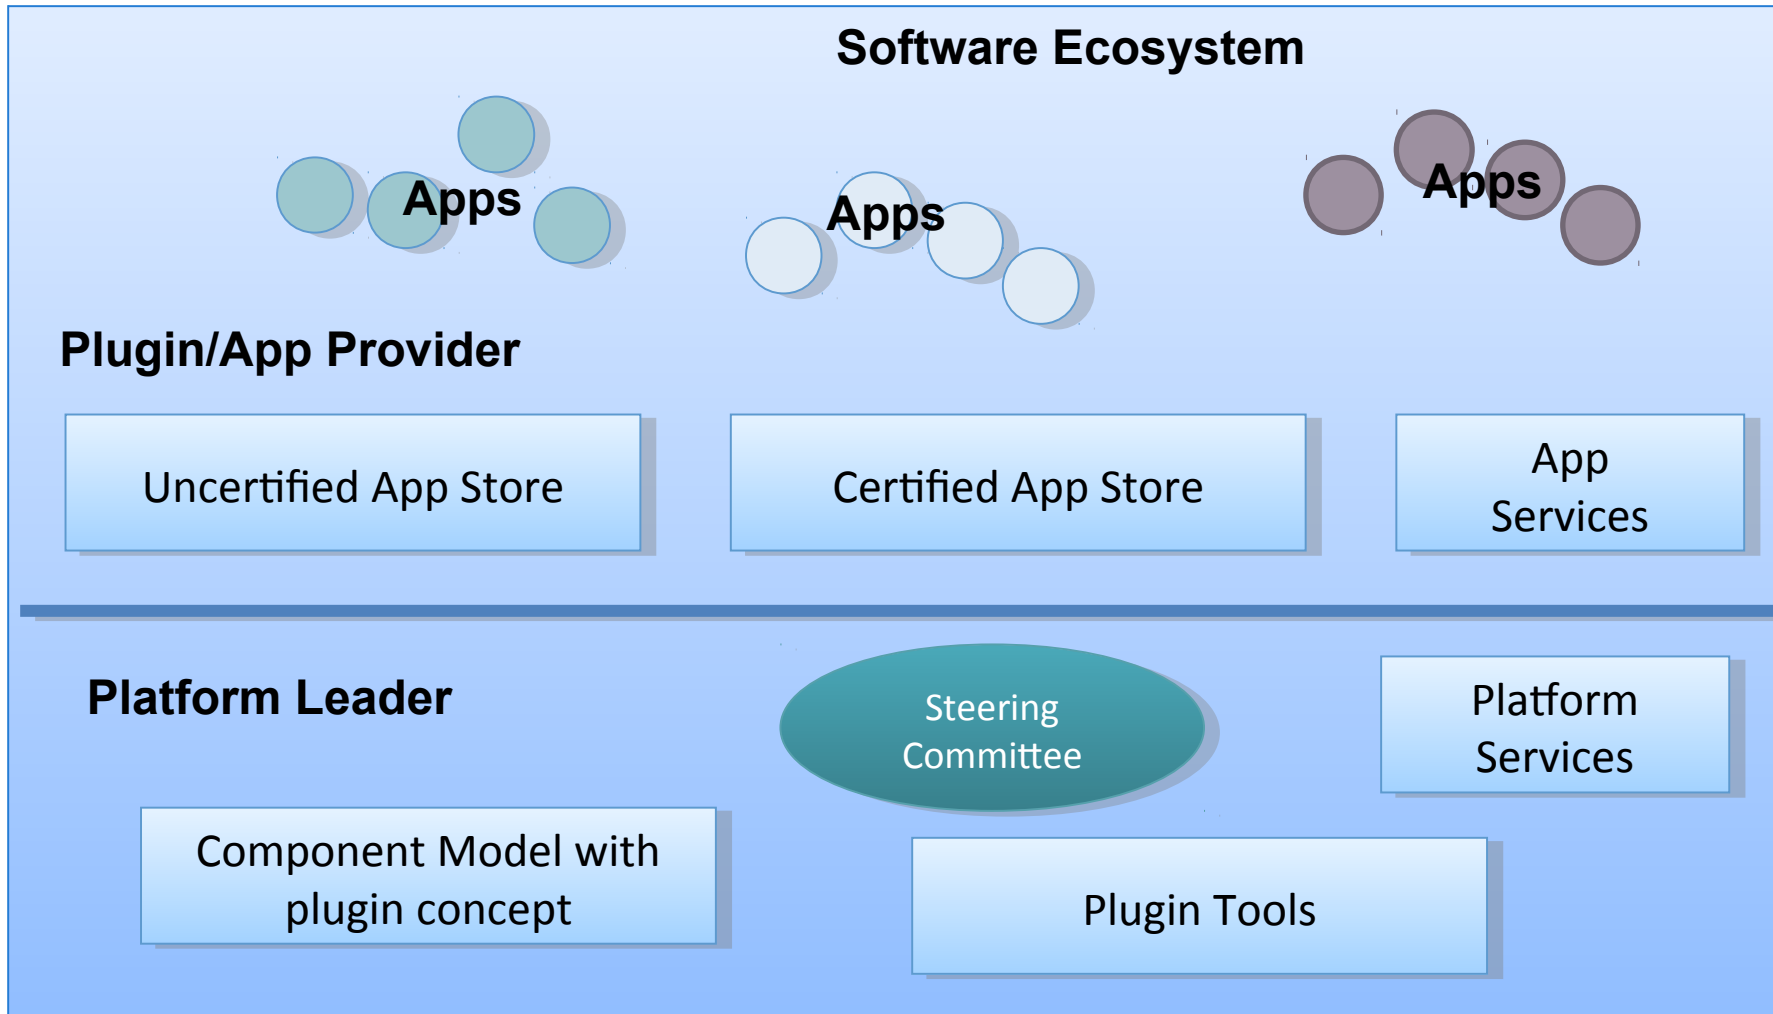 Software Ecosystem
Apps
Apps
Apps
Plugin/App Provider
Uncertified App Store
Certified App Store
App
Services
Platform Leader
Steering
Committee
Platform
Services
Component Model with
plugin concept
Plugin Tools